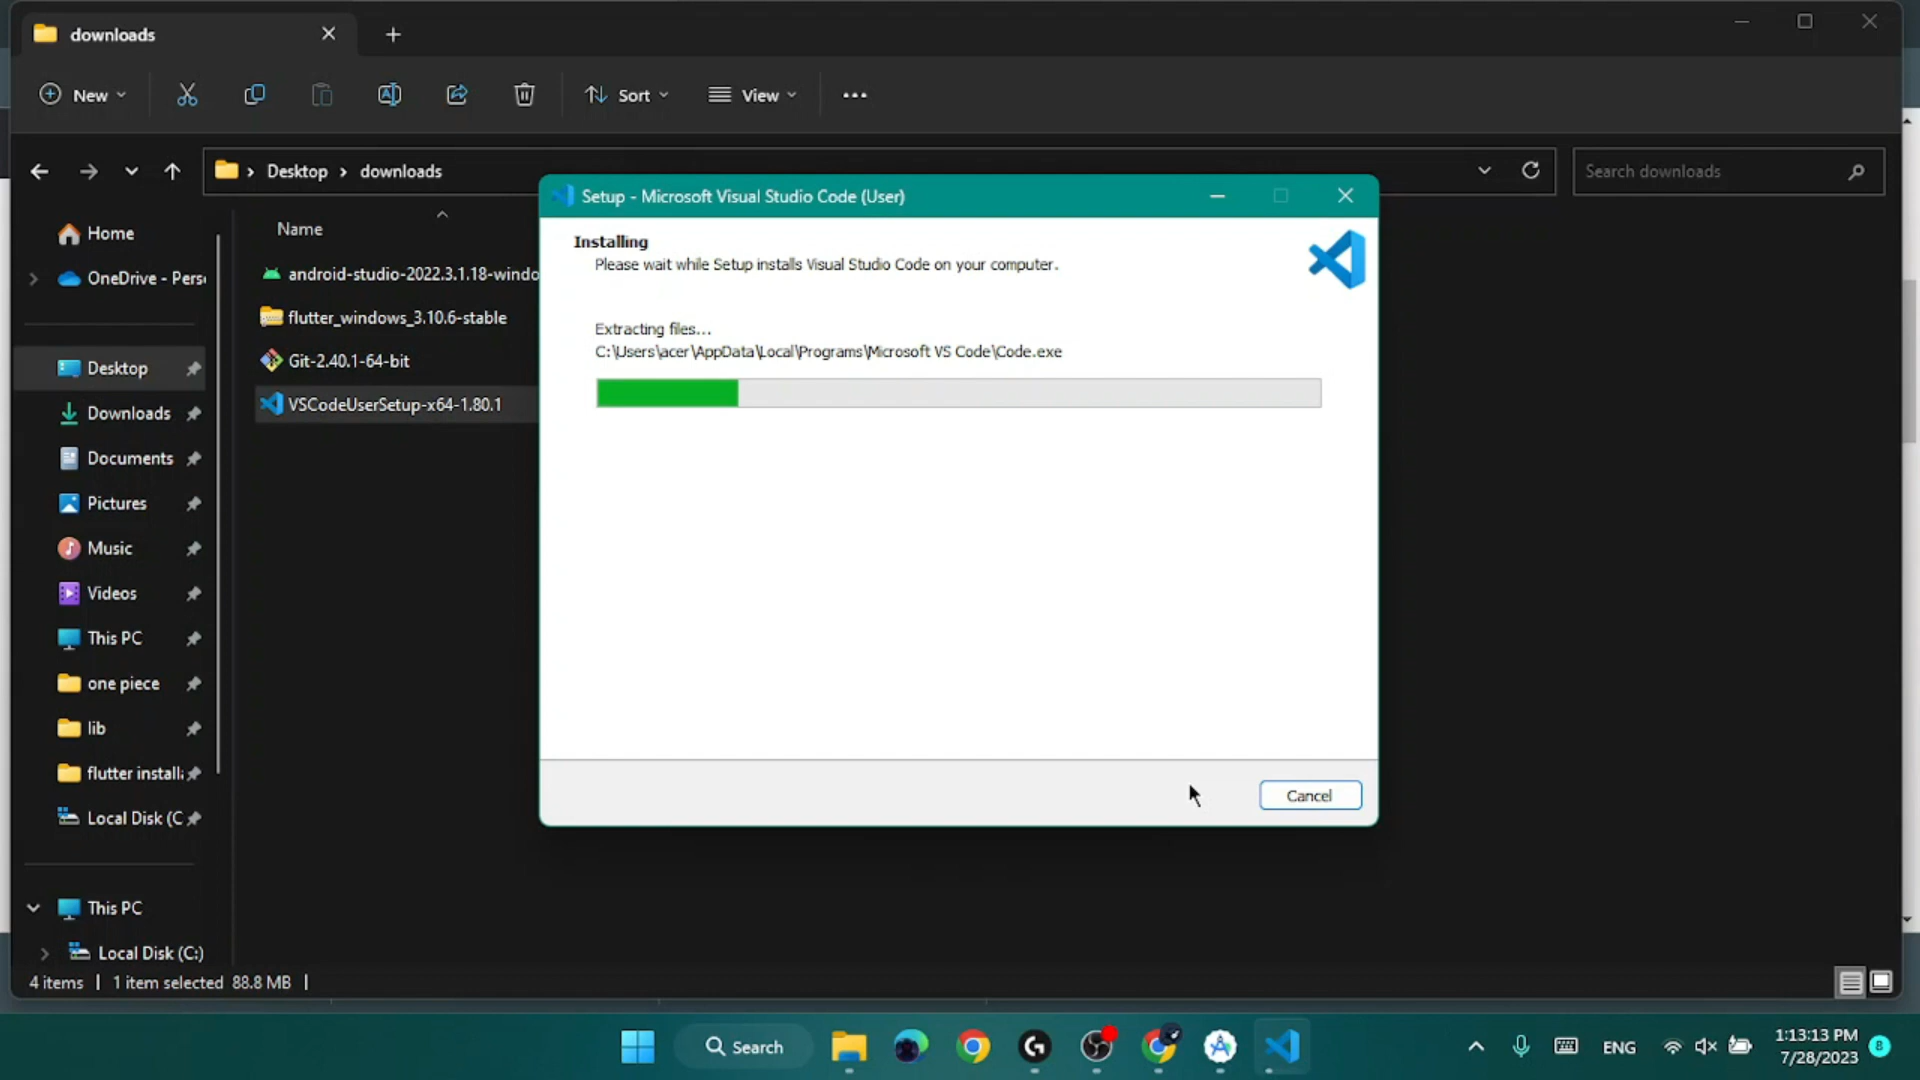 downloads
New
Sort
View
Desktop
downloads
Search downloads
Setup - Microsoft Visual Studio Code (User)
Installing
Please wait while Setup installs Visual Studio Code on your computer.
Extracting files...
C:\Users\acer\AppData\Local\Programs\Microsoft VS Code\Code.exe
Cancel
Name
android-studio-2022.3.1.18-windo
flutter_windows_3.10.6-stable
Git-2.40.1-64-bit
VSCodeUserSetup-x64-1.80.1
Home
OneDrive - Pers
Desktop
Downloads
Documents
Pictures
Music
Videos
This PC
one piece
lib
flutter install
Local Disk (C
This PC
Local Disk (C:)
4 items
1 item selected 88.8 MB
Search
ENG
1:13:13 PM
7/28/2023
8